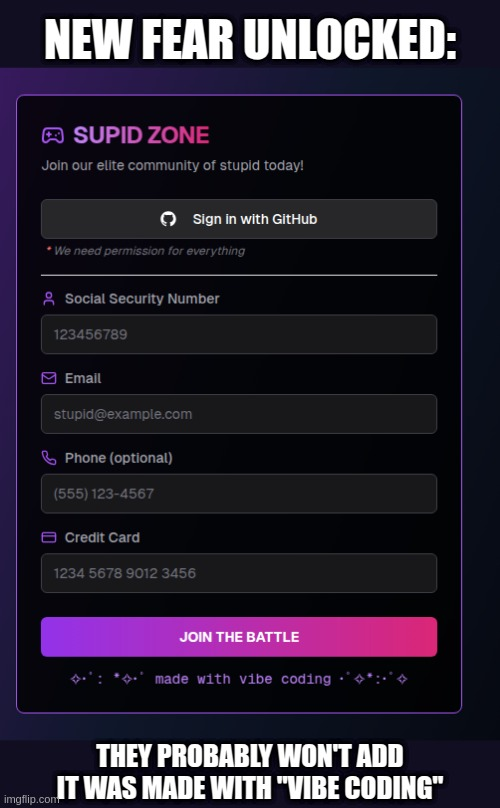 NEW FEAR UNLOCKED:
SUPID ZONE
Join our elite community of stupid today!
Sign in with GitHub
* We need permission for everything
Social Security Number
123456789
Email
stupid@example.com
Phone (optional)
(555) 123-4567
Credit Card
1234 5678 9012 3456
JOIN THE BATTLE
✧･ﾟ: *✧･ﾟ made with vibe coding ･ﾟ✧*:･ﾟ✧
THEY PROBABLY WON'T ADD
IT WAS MADE WITH "VIBE CODING"
imgflip.com